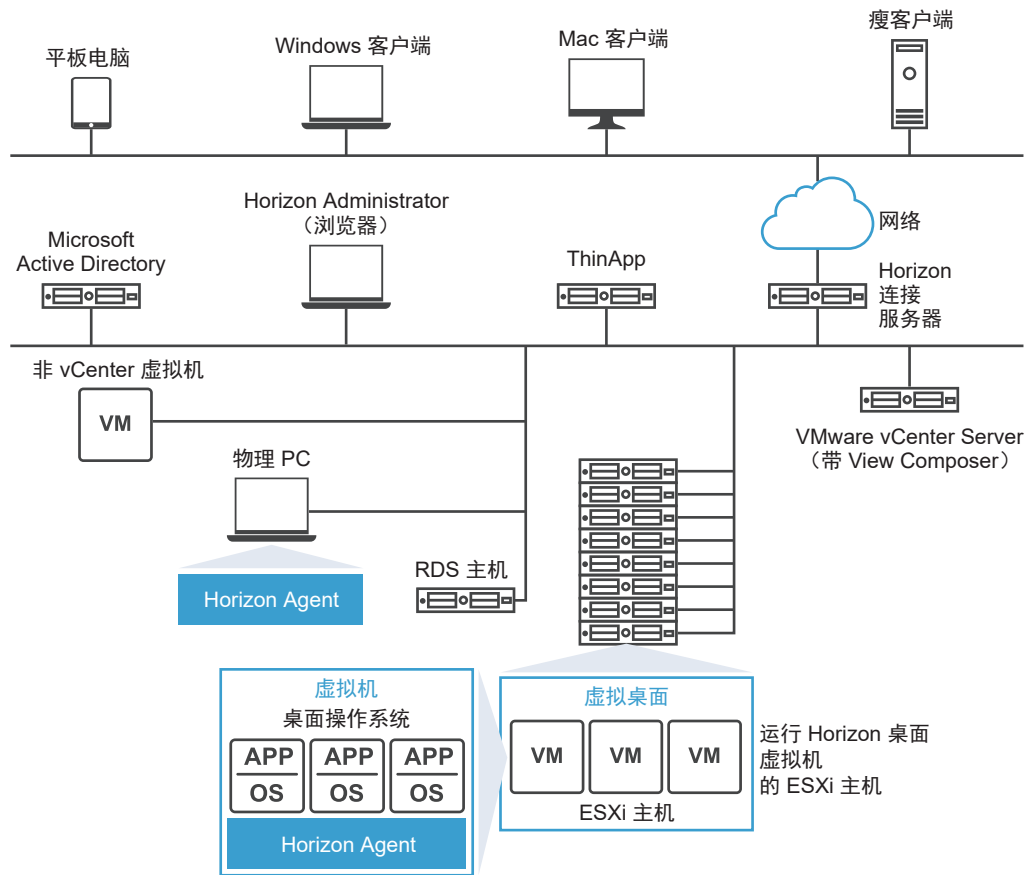 平板电脑
Windows 客户端
Mac 客户端
瘦客户端
Horizon Administrator
（浏览器）
网络
Microsoft
Active Directory
ThinApp
Horizon
连接
服务器
非 vCenter 虚拟机
VM
VMware vCenter Server
（带 View Composer）
物理 PC
Horizon Agent
RDS 主机
虚拟机
桌面操作系统
APP APP APP
OS OS OS
Horizon Agent
虚拟桌面
VM VM VM
ESXi 主机
运行 Horizon 桌面
虚拟机
的 ESXi 主机